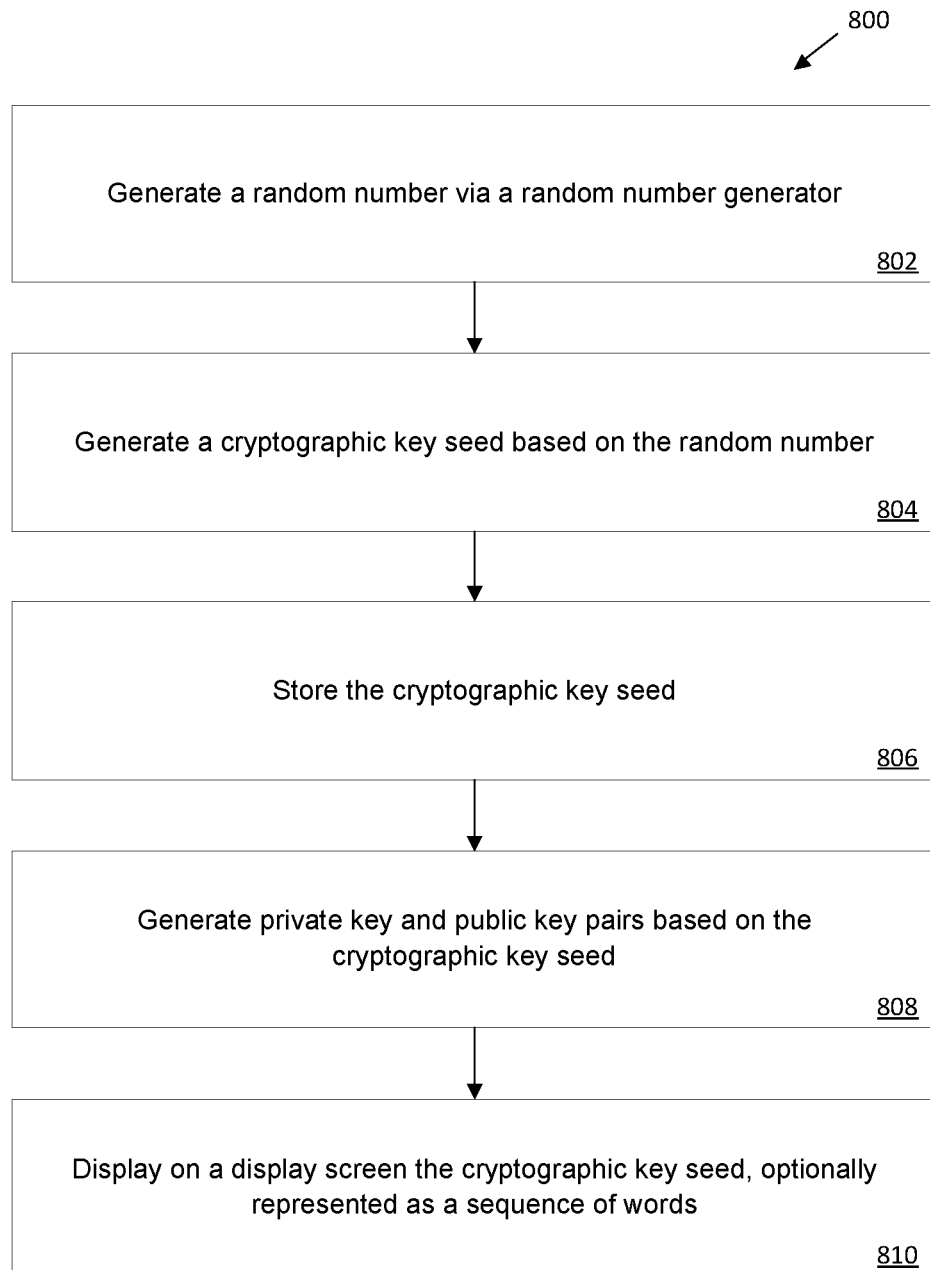 800
Generate a random number via a random number generator
802
Generate a cryptographic key seed based on the random number
804
Store the cryptographic key seed
806
Generate private key and public key pairs based on the
cryptographic key seed
808
Display on a display screen the cryptographic key seed, optionally
represented as a sequence of words
810